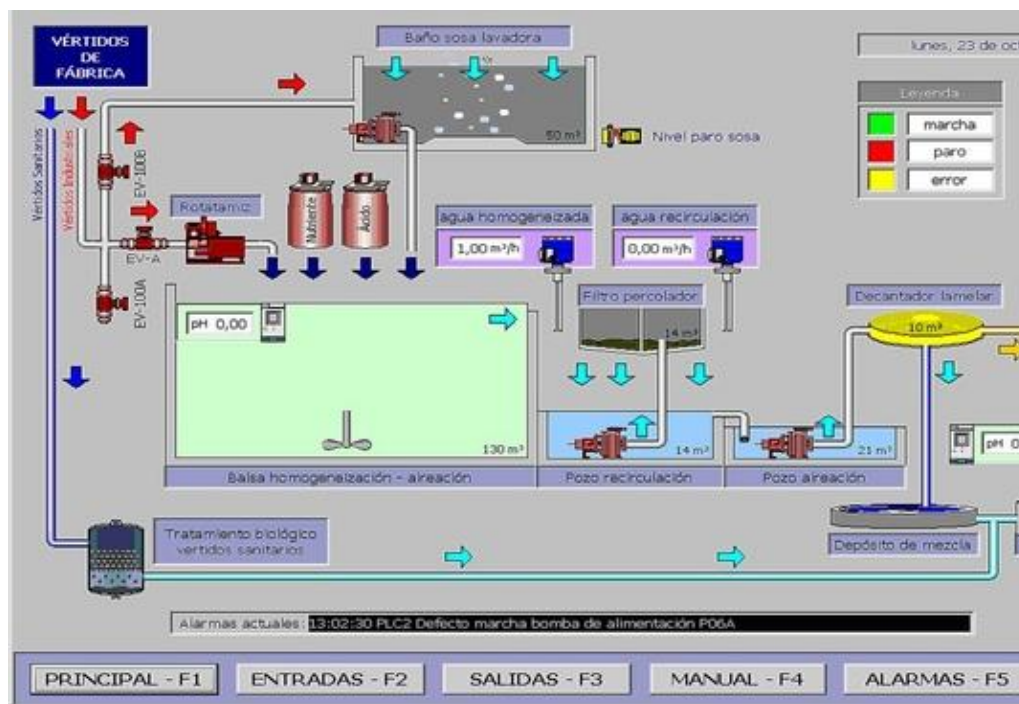 VÉRTIDOS
DE
FÁBRICA
Baño sosa lavadora
lunes, 23 de oct
Leyenda
marcha
paro
error
50 m³
Nivel paro sosa
Vértidos Sanitarios
Vértidos Industriales
EV-100B
Rotatamiz
Nutriente
Ácido
agua homogeneizada
1,00 m³/h
agua recirculación
0,00 m³/h
EV-A
EV-100A
pH 0,00
Filtro percolador
14 m³
Decantador lamelar
10 m³
130 m³
14 m³
21 m³
pH 0
Balsa homogeneización - aireación
Pozo recirculación
Pozo aireación
Tratamiento biológico
vertidos sanitarios
Depósito de mezcla
Alarmas actuales: 13:02:30 PLC2 Defecto marcha bomba de alimentación P06A
PRINCIPAL - F1
ENTRADAS - F2
SALIDAS - F3
MANUAL - F4
ALARMAS - F5